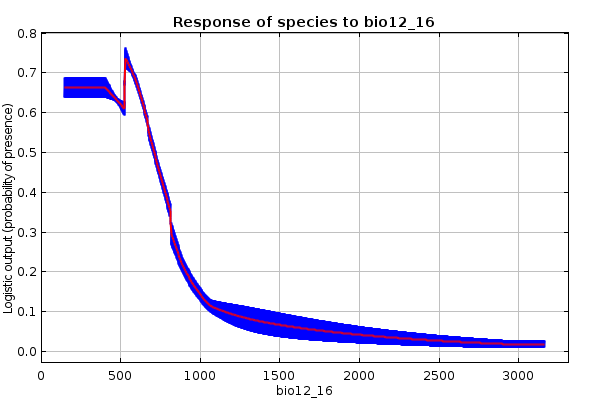 Response of species to bio12_16
Logistic output (probability of presence)
0.8
0.7
0.6
0.5
0.4
0.3
0.2
0.1
0.0
0 500 1000 1500 2000 2500 3000
bio12_16